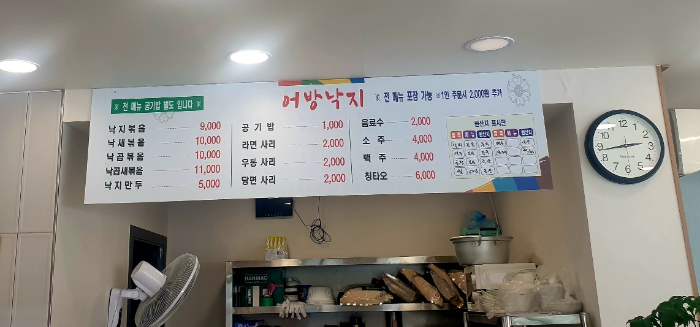 ※ 전 메뉴 공기밥 별도 입니다 ※
어방낙지
※ 전 메뉴 포장 가능 ※1인 주문시 2,000원 추가
낙지볶음 9,000
낙새볶음 10,000
낙곱볶음 10,000
낙곱새볶음 11,000
낙지만두 5,000
공기밥 1,000
라면 사리 2,000
우동 사리 2,000
당면 사리 2,000
음료수 2,000
소주 4,000
맥주 4,000
칭타오 6,000
원산지 표시판
HARMAC